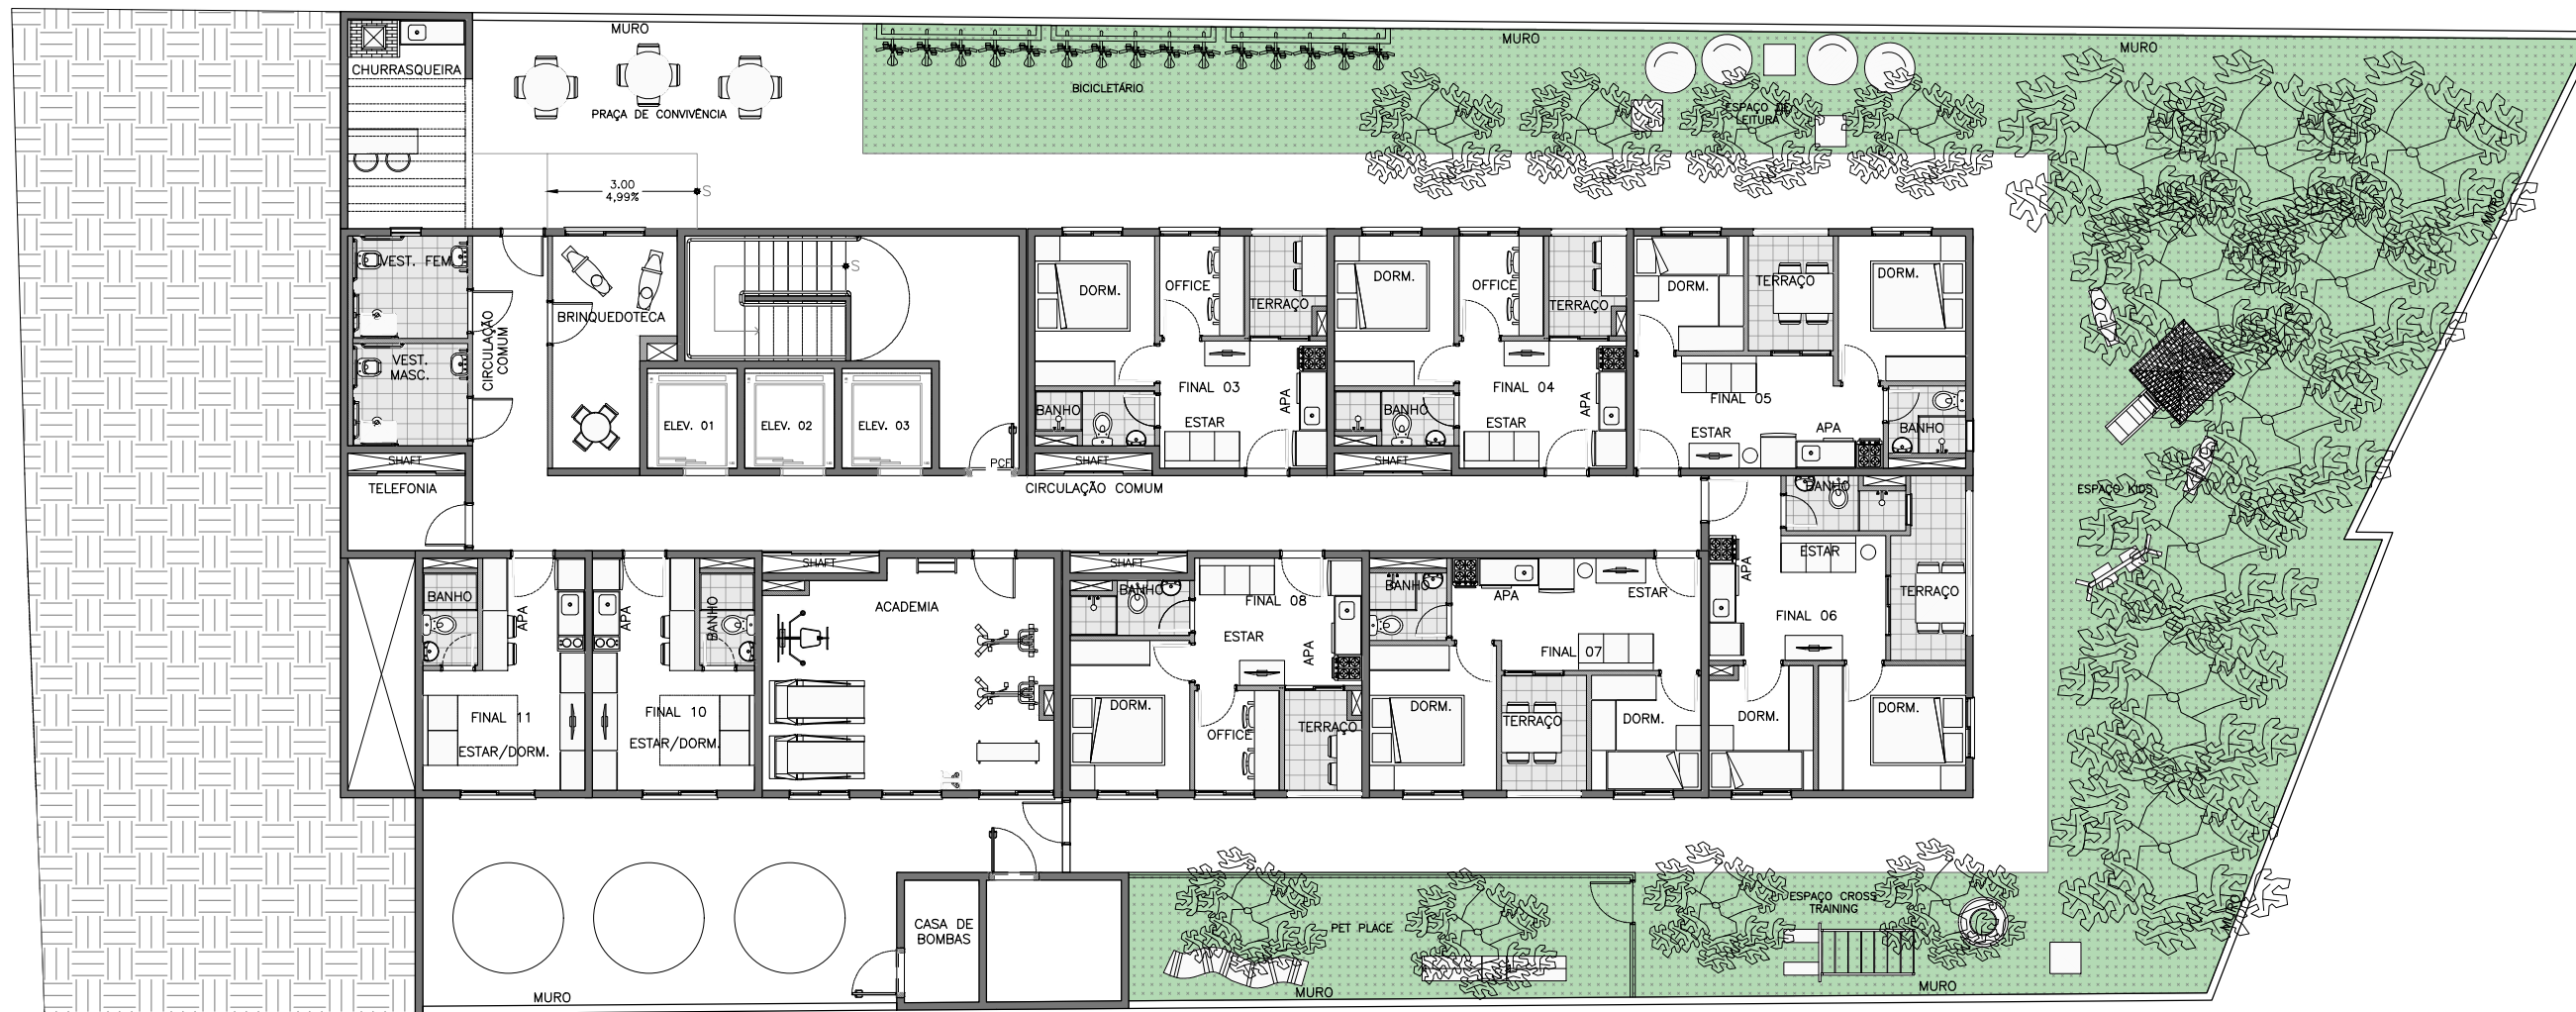 MURO
MURO
MURO
CHURRASQUEIRA
PRAÇA DE CONVIVÊNCIA
BICICLETÁRIO
ESPAÇO DE
LEITURA
3.00
4,99%
S
MURO
VEST. FEM.
VEST.
MASC.
CIRCULAÇÃO
COMUM
BRINQUEDOTECA
S
ELEV. 01
ELEV. 02
ELEV. 03
PCF
DORM.
OFFICE
TERRAÇO
FINAL 03
BANHO
ESTAR
APA
SHAFT
DORM.
OFFICE
TERRAÇO
FINAL 04
BANHO
ESTAR
APA
SHAFT
DORM.
TERRAÇO
DORM.
FINAL 05
ESTAR
APA
BANHO
SHAFT
TELEFONIA
CIRCULAÇÃO COMUM
ESPAÇO KIDS
BANHO
APA
FINAL 11
ESTAR/DORM.
APA
BANHO
FINAL 10
ESTAR/DORM.
SHAFT
ACADEMIA
SHAFT
BANHO
FINAL 08
ESTAR
APA
DORM.
OFFICE
TERRAÇO
BANHO
APA
ESTAR
FINAL 07
DORM.
TERRAÇO
DORM.
BANHO
ESTAR
APA
TERRAÇO
FINAL 06
DORM.
DORM.
CASA DE
BOMBAS
PET PLACE
ESPAÇO CROSS
TRAINING
MURO
MURO
MURO
MURO